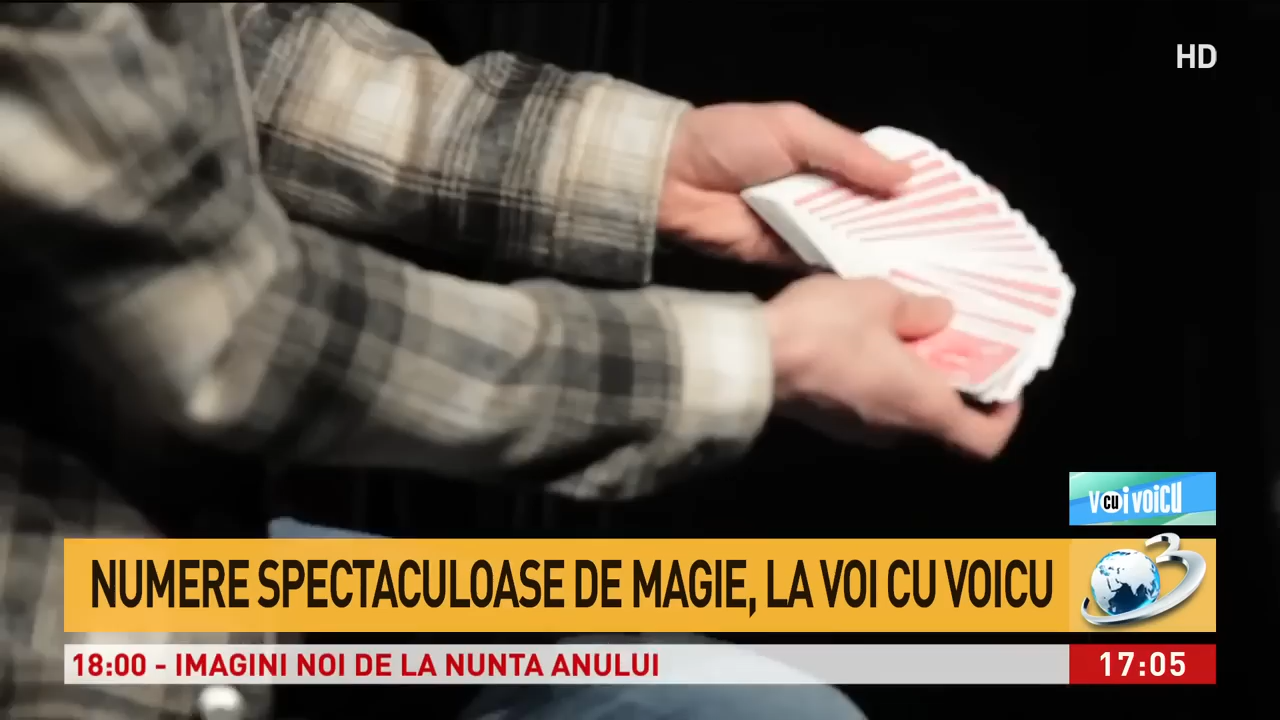 HD
VOI CU VOICU
NUMERE SPECTACULOASE DE MAGIE, LA VOI CU VOICU
3
18:00 - IMAGINI NOI DE LA NUNTA ANULUI
17:05